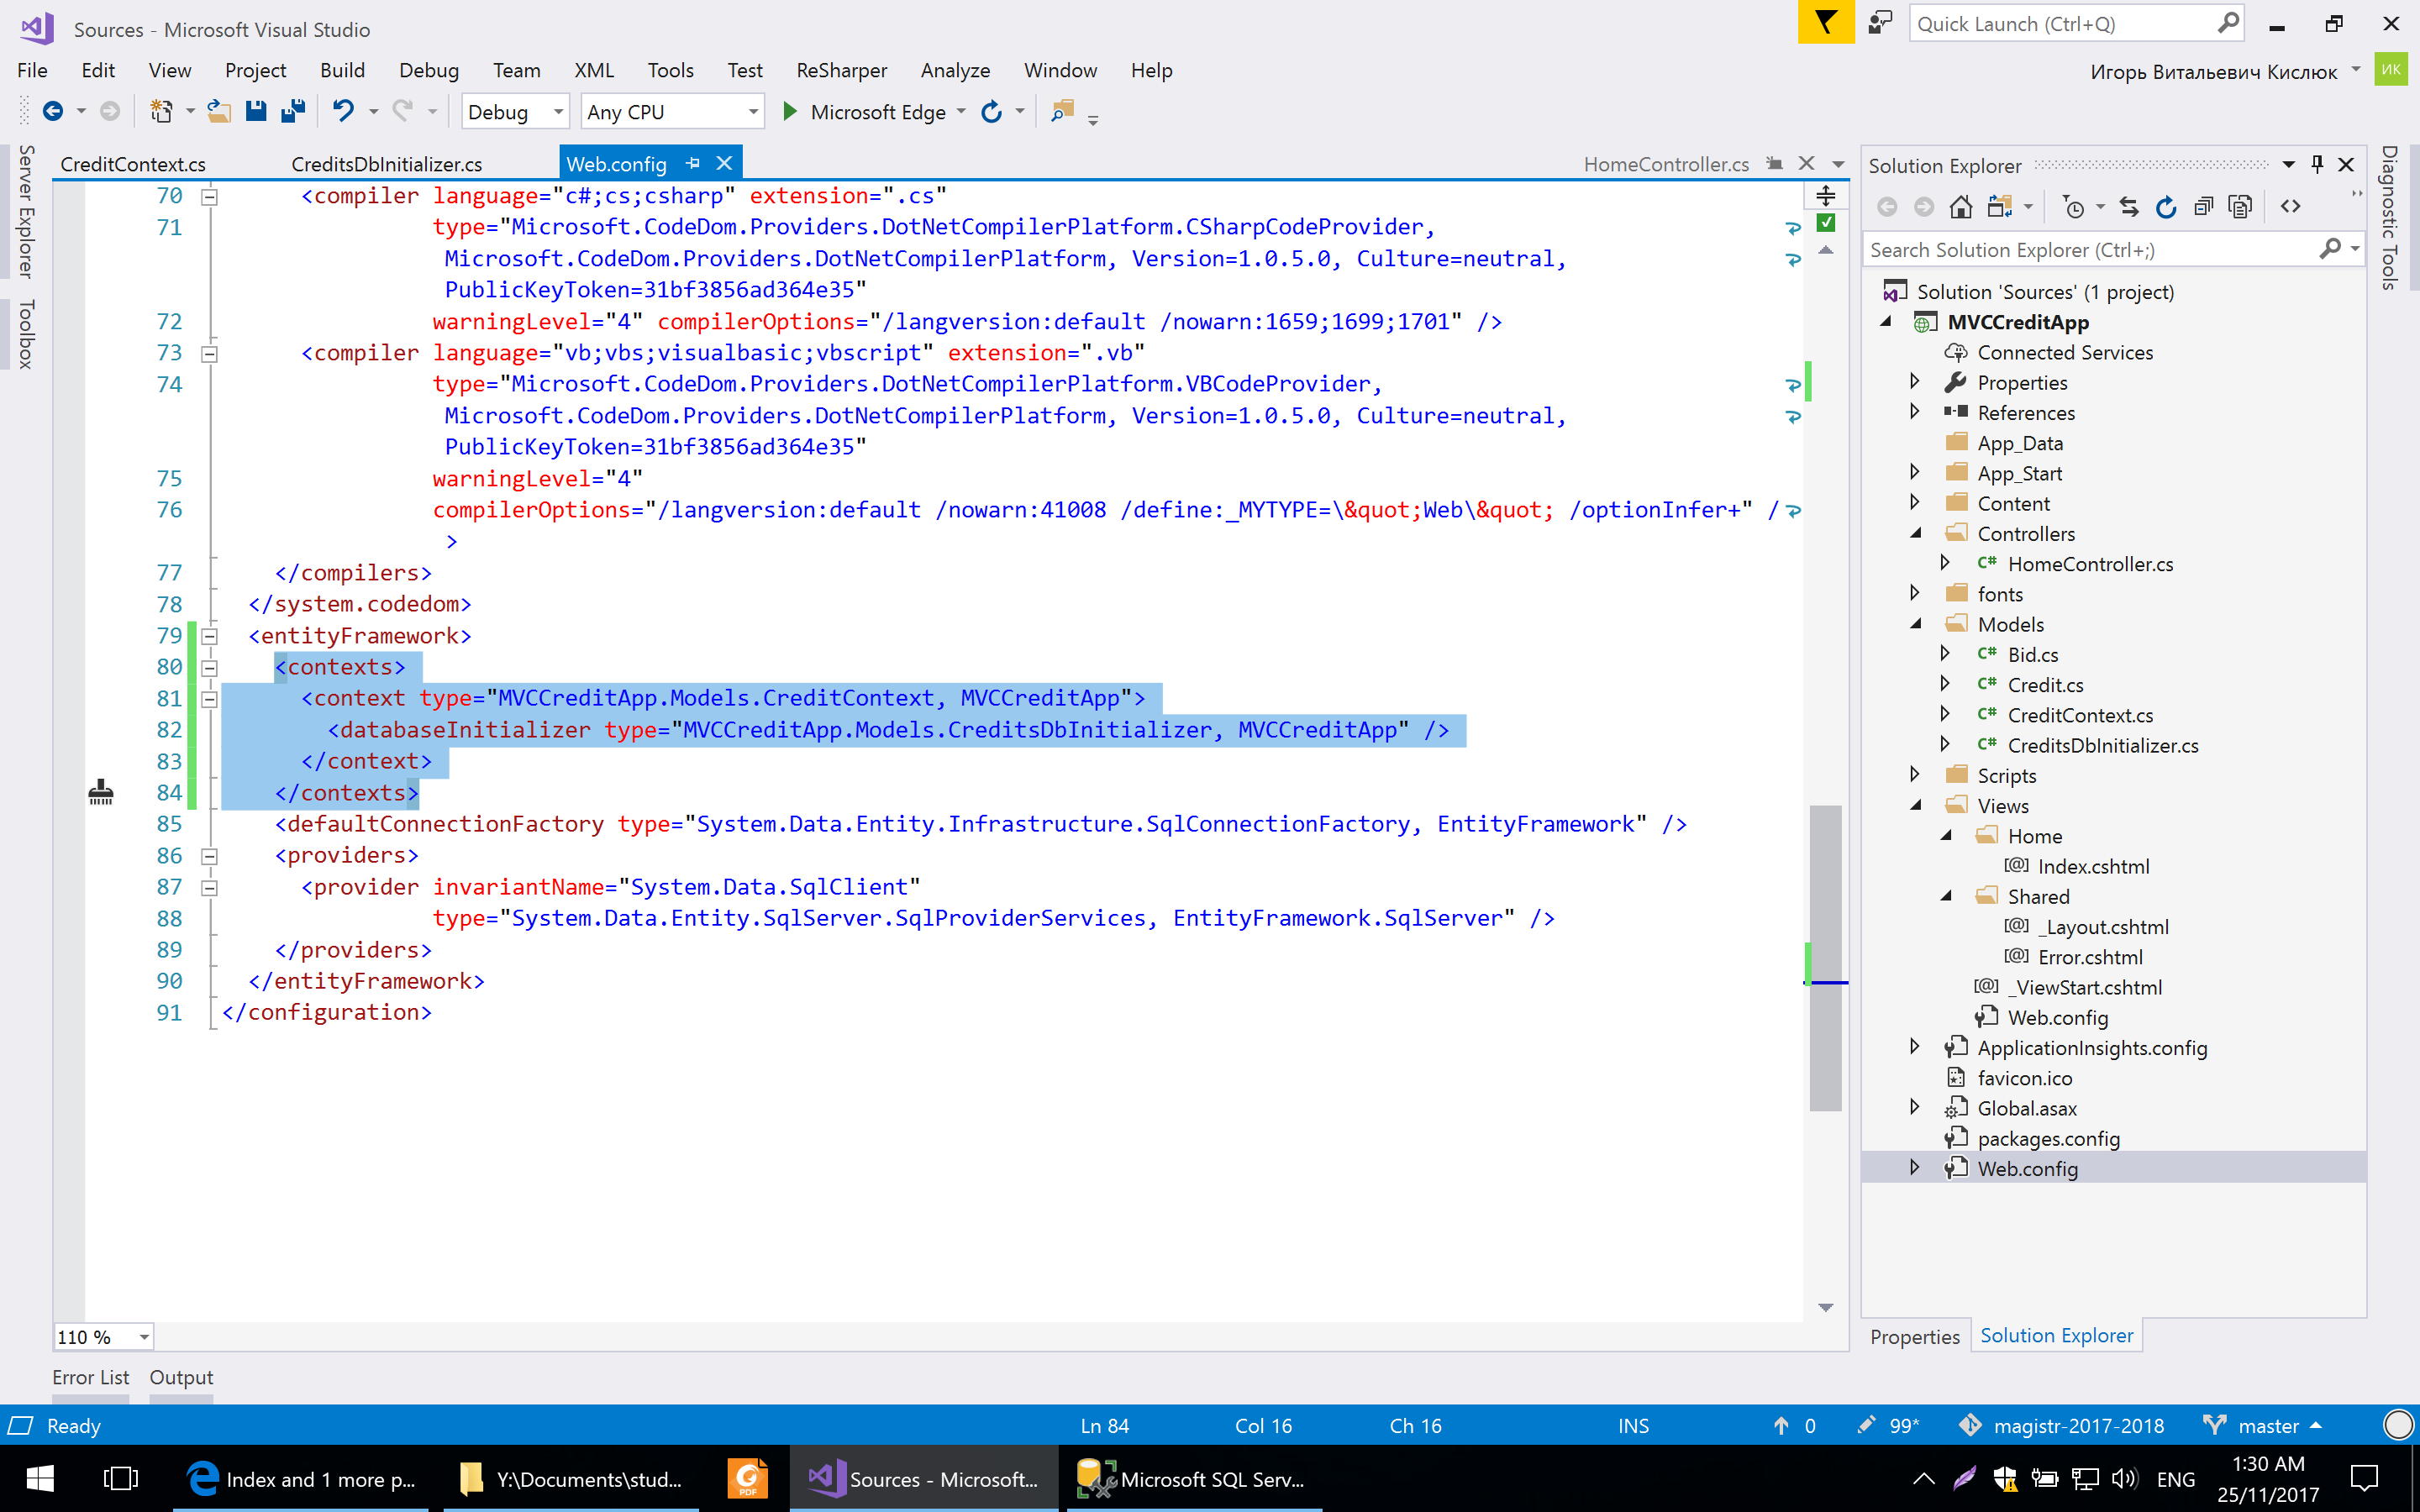 Sources - Microsoft Visual Studio
Quick Launch (Ctrl+Q)
File Edit View Project Build Debug Team XML Tools Test ReSharper Analyze Window Help
Игорь Витальевич Кислюк
ИК
Debug Any CPU Microsoft Edge
Server Explorer
Toolbox
CreditContext.cs CreditsDbInitializer.cs Web.config HomeController.cs
70 <compiler language="c#;cs;csharp" extension=".cs"
71 type="Microsoft.CodeDom.Providers.DotNetCompilerPlatform.CSharpCodeProvider,
Microsoft.CodeDom.Providers.DotNetCompilerPlatform, Version=1.0.5.0, Culture=neutral,
PublicKeyToken=31bf3856ad364e35"
72 warningLevel="4" compilerOptions="/langversion:default /nowarn:1659;1699;1701" />
73 <compiler language="vb;vbs;visualbasic;vbscript" extension=".vb"
74 type="Microsoft.CodeDom.Providers.DotNetCompilerPlatform.VBCodeProvider,
Microsoft.CodeDom.Providers.DotNetCompilerPlatform, Version=1.0.5.0, Culture=neutral,
PublicKeyToken=31bf3856ad364e35"
75 warningLevel="4"
76 compilerOptions="/langversion:default /nowarn:41008 /define:_MYTYPE=\&quot;Web\&quot; /optionInfer+" /
>
77 </compilers>
78 </system.codedom>
79 <entityFramework>
80 <contexts>
81 <context type="MVCCreditApp.Models.CreditContext, MVCCreditApp">
82 <databaseInitializer type="MVCCreditApp.Models.CreditsDbInitializer, MVCCreditApp" />
83 </context>
84 </contexts>
85 <defaultConnectionFactory type="System.Data.Entity.Infrastructure.SqlConnectionFactory, EntityFramework" />
86 <providers>
87 <provider invariantName="System.Data.SqlClient"
88 type="System.Data.Entity.SqlServer.SqlProviderServices, EntityFramework.SqlServer" />
89 </providers>
90 </entityFramework>
91 </configuration>
110 %
Error List Output
Solution Explorer
Search Solution Explorer (Ctrl+;)
Solution 'Sources' (1 project)
MVCCreditApp
Connected Services
Properties
References
App_Data
App_Start
Content
Controllers
C# HomeController.cs
fonts
Models
C# Bid.cs
C# Credit.cs
C# CreditContext.cs
C# CreditsDbInitializer.cs
Scripts
Views
Home
[@] Index.cshtml
Shared
[@] _Layout.cshtml
[@] Error.cshtml
[@] _ViewStart.cshtml
Web.config
ApplicationInsights.config
favicon.ico
Global.asax
packages.config
Web.config
Properties Solution Explorer
Diagnostic Tools
Ready Ln 84 Col 16 Ch 16 INS 0 99* magistr-2017-2018 master
Index and 1 more p... Y:\Documents\stud... PDF Sources - Microsoft... Microsoft SQL Serv... ENG
1:30 AM
25/11/2017